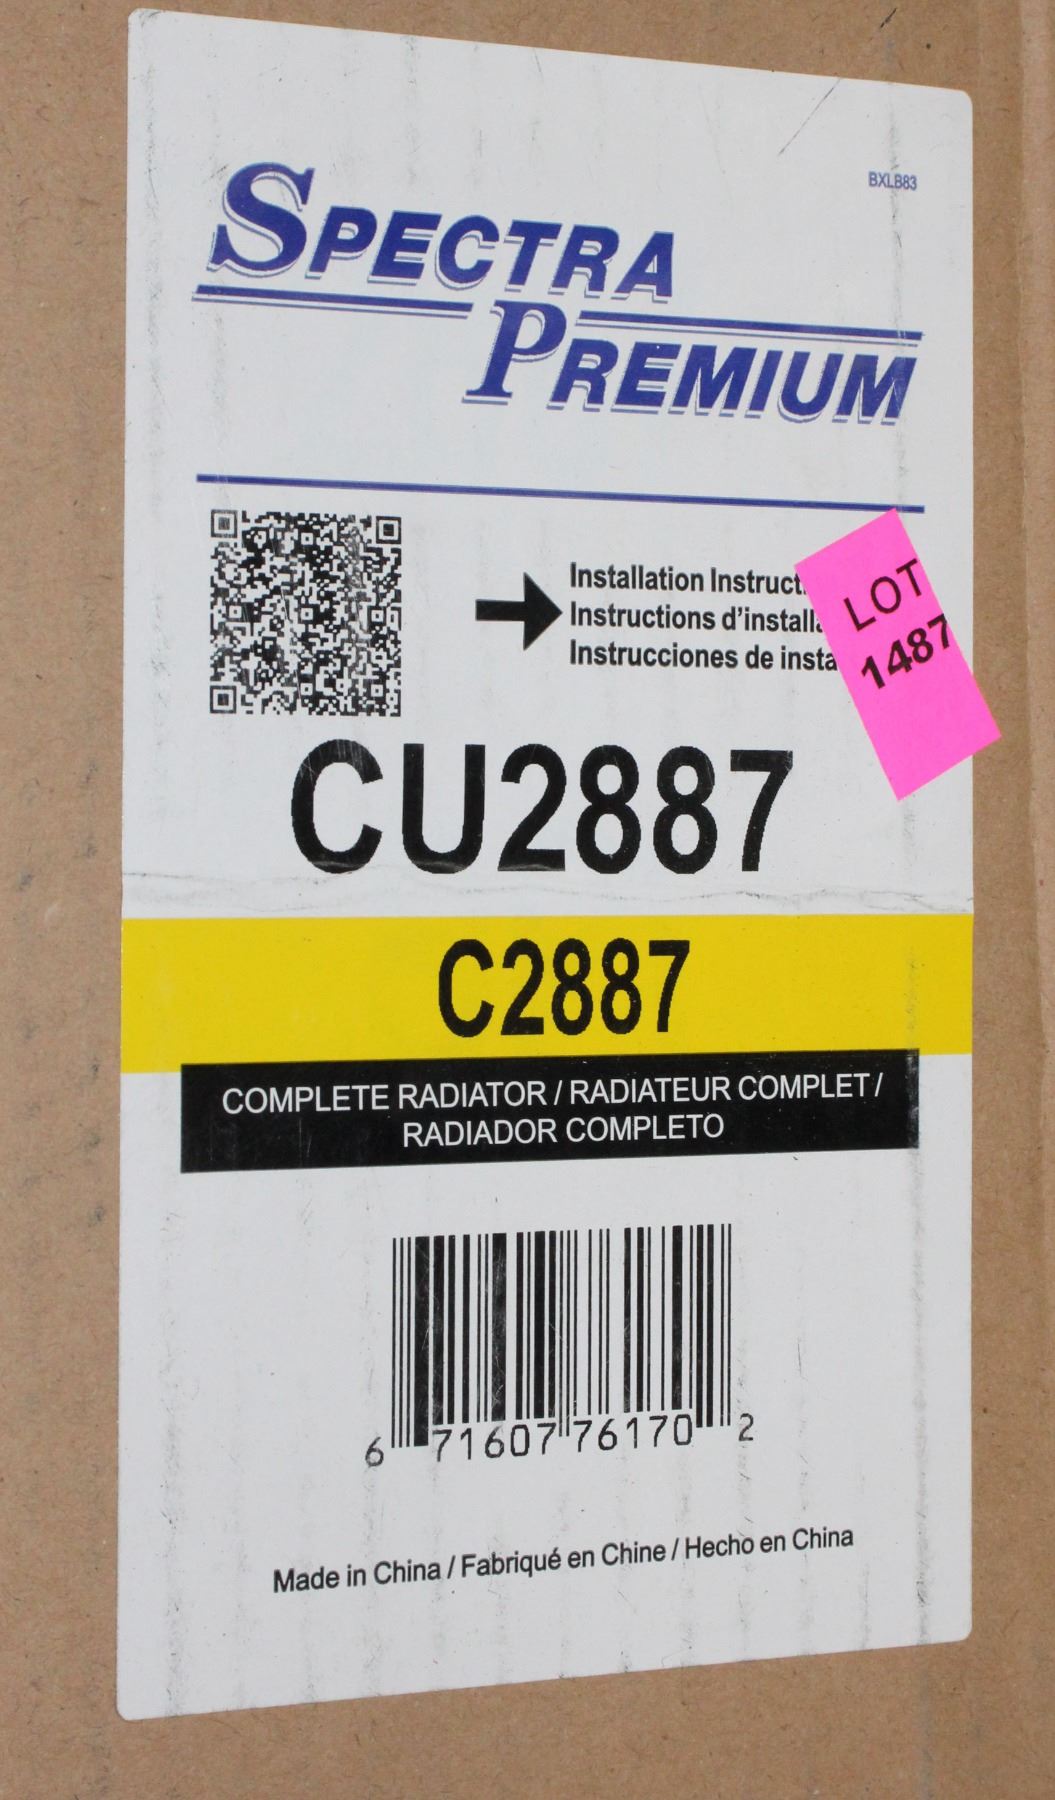 BXLB83
SPECTRA
PREMIUM
Installation Instruct
Instructions d'install
Instrucciones de insta
LOT
1487
CU2887
C2887
COMPLETE RADIATOR / RADIATEUR COMPLET /
RADIADOR COMPLETO
6 71607 76170 2
Made in China / Fabriqué en Chine / Hecho en China